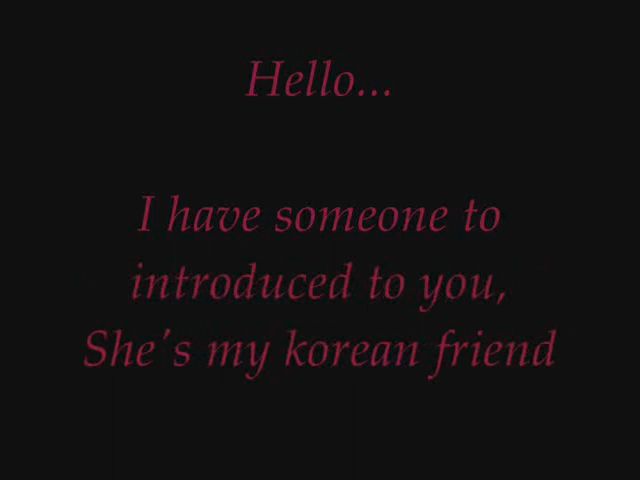 Hello...
I have someone to
introduced to you,
She's my korean friend